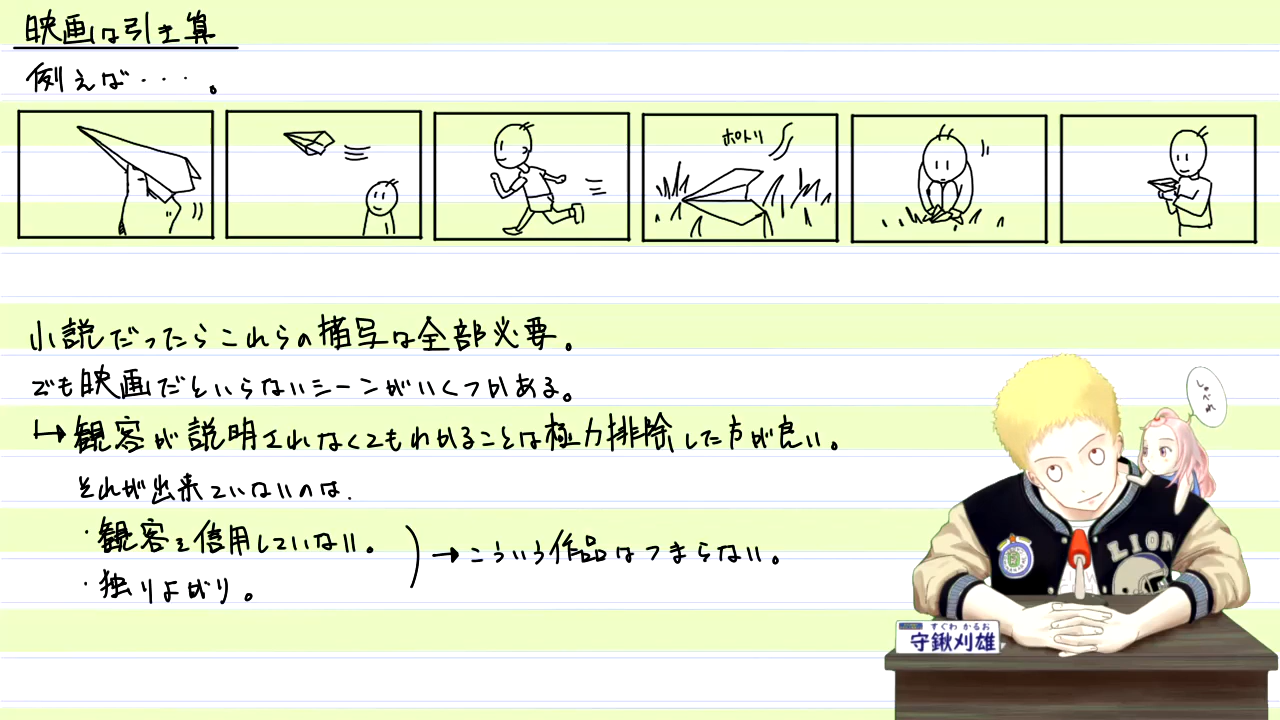 映画は引き算
例えば・・・。
ポトリ
小説だったらこれらの描写は全部必要。
でも映画だといらないシーンがいくつかある。
↳観客が説明されなくてもわかることは極力排除した方が良い。
それが出来ていないのは、
・観客を信用していない。
・独りよがり。
→こういう作品はつまらない。
しゃべれ
LION
すぐわ かるお
守鍬刈雄